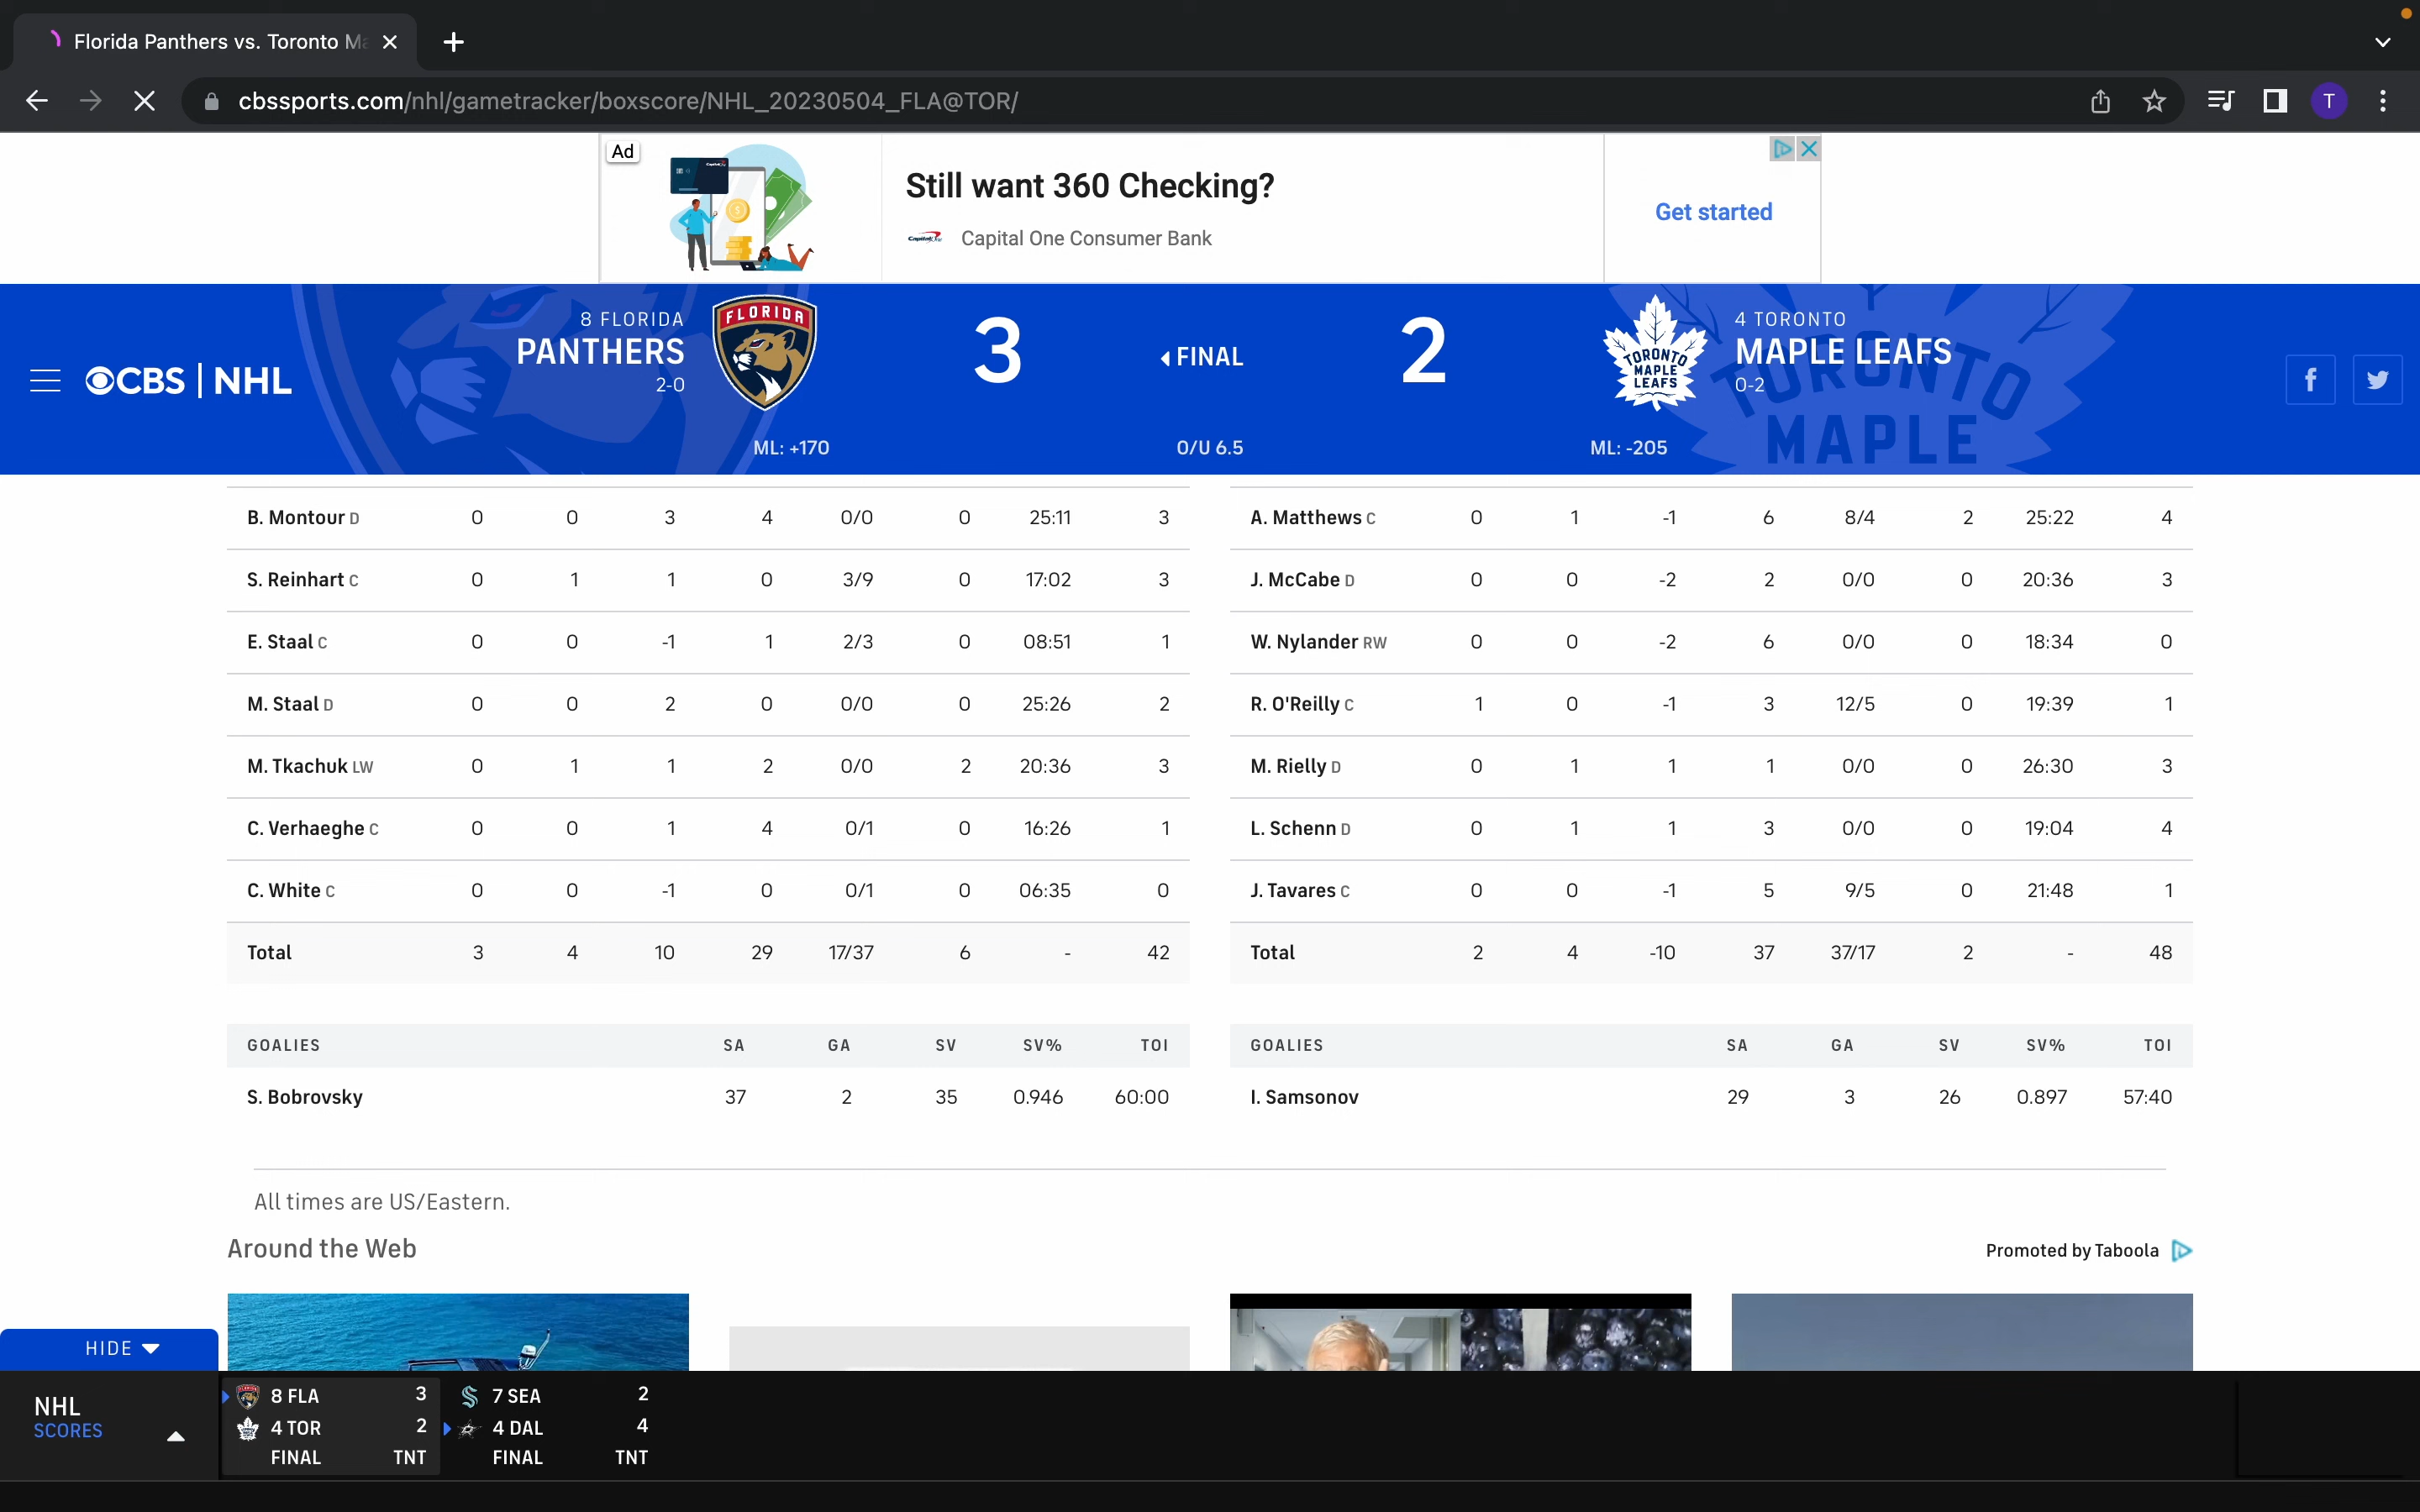 Florida Panthers vs. Toronto Ma
cbssports.com/nhl/gametracker/boxscore/NHL_20230504_FLA@TOR/
T
Ad
Still want 360 Checking?
Capital One Consumer Bank
Get started
CBS | NHL
8 FLORIDA
PANTHERS
2-0
FLORIDA
3
FINAL
2
TORONTO
MAPLE
LEAFS
4 TORONTO
MAPLE LEAFS
0-2
TORONTO
MAPLE
ML: +170
O/U 6.5
ML: -205
B. Montour D 0 0 3 4 0/0 0 25:11 3
S. Reinhart C 0 1 1 0 3/9 0 17:02 3
E. Staal C 0 0 -1 1 2/3 0 08:51 1
M. Staal D 0 0 2 0 0/0 0 25:26 2
M. Tkachuk LW 0 1 1 2 0/0 2 20:36 3
C. Verhaeghe C 0 0 1 4 0/1 0 16:26 1
C. White C 0 0 -1 0 0/1 0 06:35 0
Total 3 4 10 29 17/37 6 - 42
A. Matthews C 0 1 -1 6 8/4 2 25:22 4
J. McCabe D 0 0 -2 2 0/0 0 20:36 3
W. Nylander RW 0 0 -2 6 0/0 0 18:34 0
R. O'Reilly C 1 0 -1 3 12/5 0 19:39 1
M. Rielly D 0 1 1 1 0/0 0 26:30 3
L. Schenn D 0 1 1 3 0/0 0 19:04 4
J. Tavares C 0 0 -1 5 9/5 0 21:48 1
Total 2 4 -10 37 37/17 2 - 48
GOALIES SA GA SV SV% TOI
S. Bobrovsky 37 2 35 0.946 60:00
GOALIES SA GA SV SV% TOI
I. Samsonov 29 3 26 0.897 57:40
All times are US/Eastern.
Around the Web
Promoted by Taboola
HIDE
NHL
SCORES
8 FLA 3
4 TOR 2
FINAL TNT
7 SEA 2
4 DAL 4
FINAL TNT